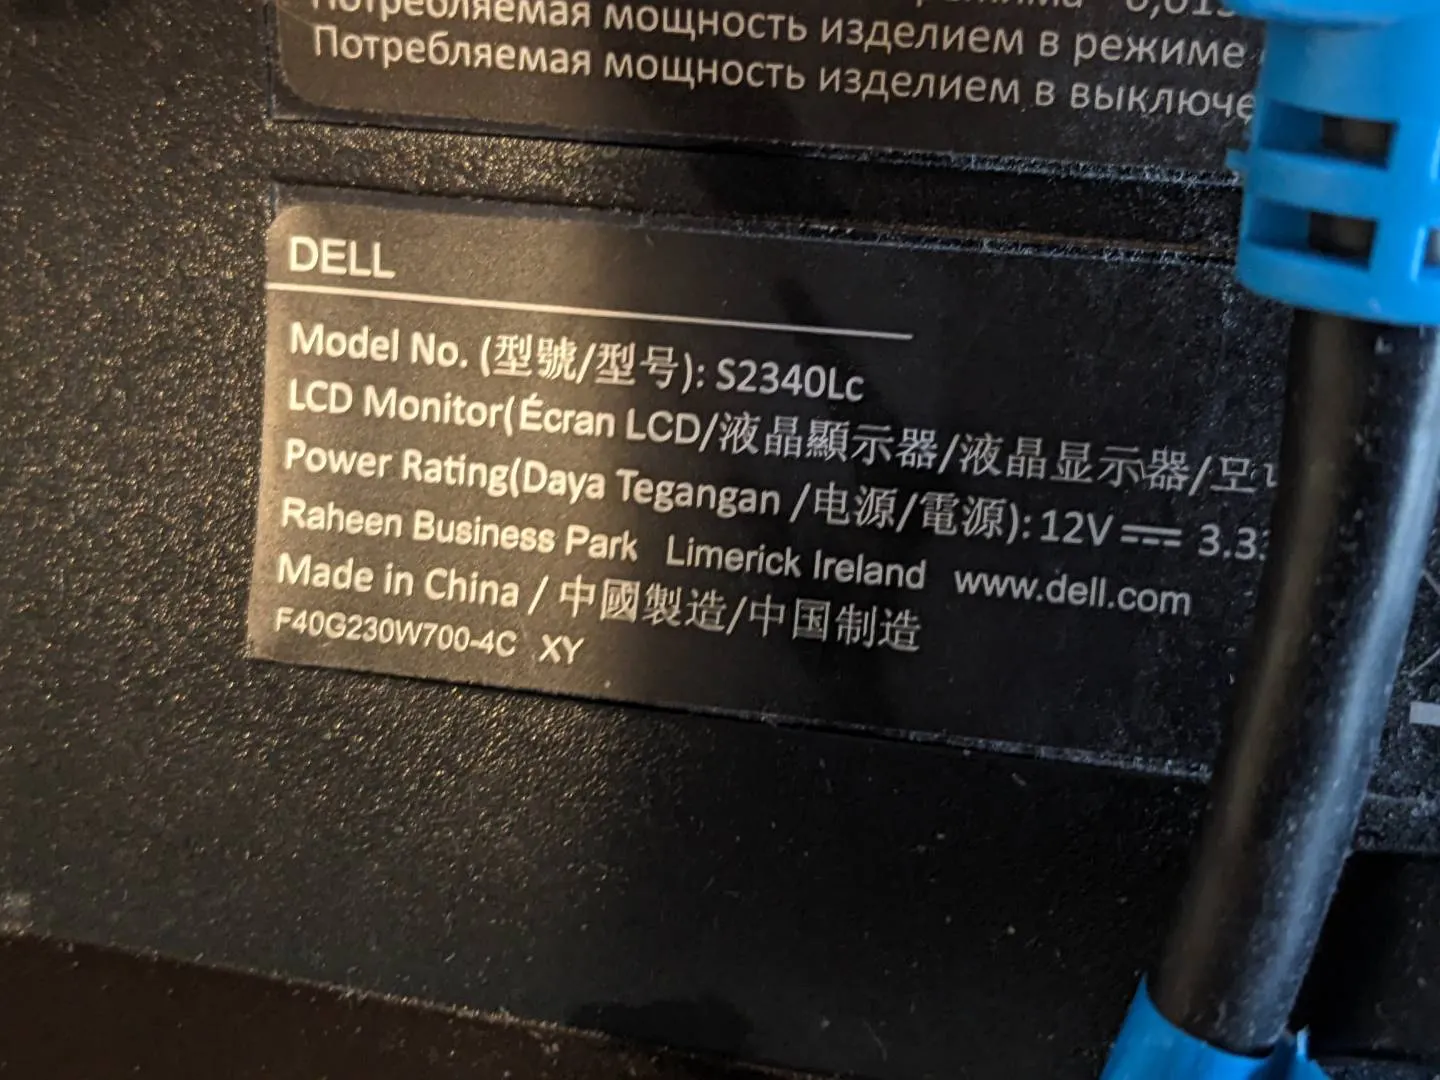 мощность изделием в режиме
Потребляемая мощность изделием в
DELL
Model No. (型號/型号): S2340Lc
LCD Monitor(Écran LCD/液晶顯示器/液晶显示器/모니
Power Rating(Daya Tegangan /电源/電源): 12V ⎓ 3.3
Raheen Business Park Limerick Ireland www.dell.com
Made in China / 中國製造/中国制造
F40G230W700-4C XY